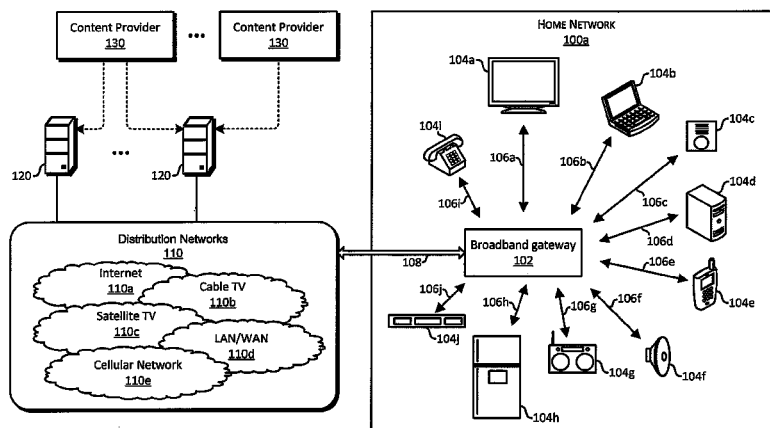 Content Provider
130
...
Content Provider
130
120
...
120
Distribution Networks
110
Internet
110a
Cable TV
110b
Satellite TV
110c
LAN/WAN
110d
Cellular Network
110e
108
HOME NETWORK
100a
104a
104b
104c
104i
106a
106b
106c
104d
106i
106d
Broadband gateway
102
106e
104e
106j
106h
106g
106f
104j
104g
104f
104h